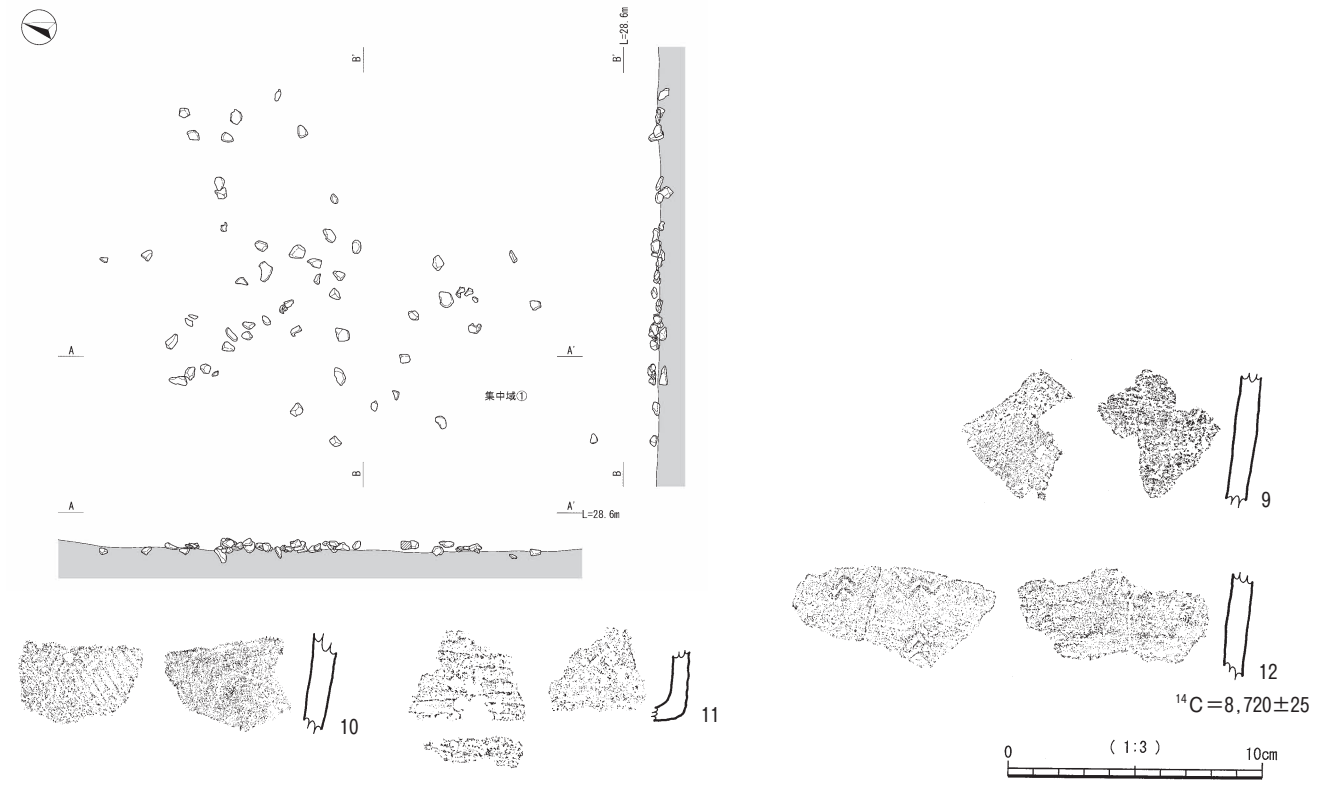 B'
B'
L=28.6m
A
A'
集中域①
B
B
A
A'
L=28.6m
9
10
11
12
¹⁴C=8,720±25
0
(1:3)
10cm